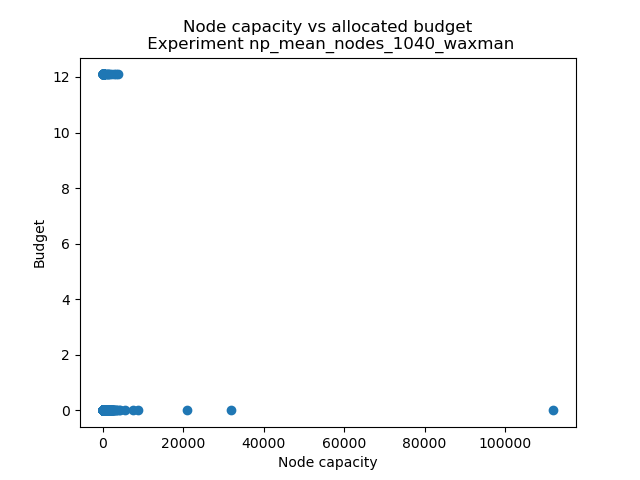 Node capacity vs allocated budget
Experiment np_mean_nodes_1040_waxman
12
10
8
6
4
2
0
Budget
0 20000 40000 60000 80000 100000
Node capacity